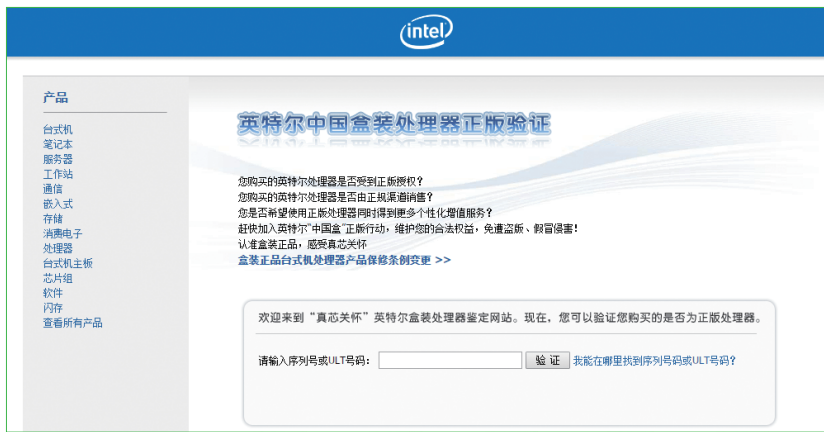 intel
产品
台式机
笔记本
服务器
工作站
通信
嵌入式
存储
消费电子
处理器
台式机主板
芯片组
软件
闪存
查看所有产品
英特尔中国盒装处理器正版验证
您购买的英特尔处理器是否受到正版授权?
您购买的英特尔处理器是否由正规渠道销售?
您是否希望使用正版处理器同时得到更多个性化增值服务?
赶快加入英特尔“中国盒”正版行动，维护您的合法权益，免遭盗版、假冒侵害!
认准盒装正品，感受真芯关怀
盒装正品台式机处理器产品保修条例变更 >>
欢迎来到“真芯关怀”英特尔盒装处理器鉴定网站。现在，您可以验证您购买的是否为正版处理器。
请输入序列号或ULT号码: 验 证 我能在哪里找到序列号码或ULT号码?